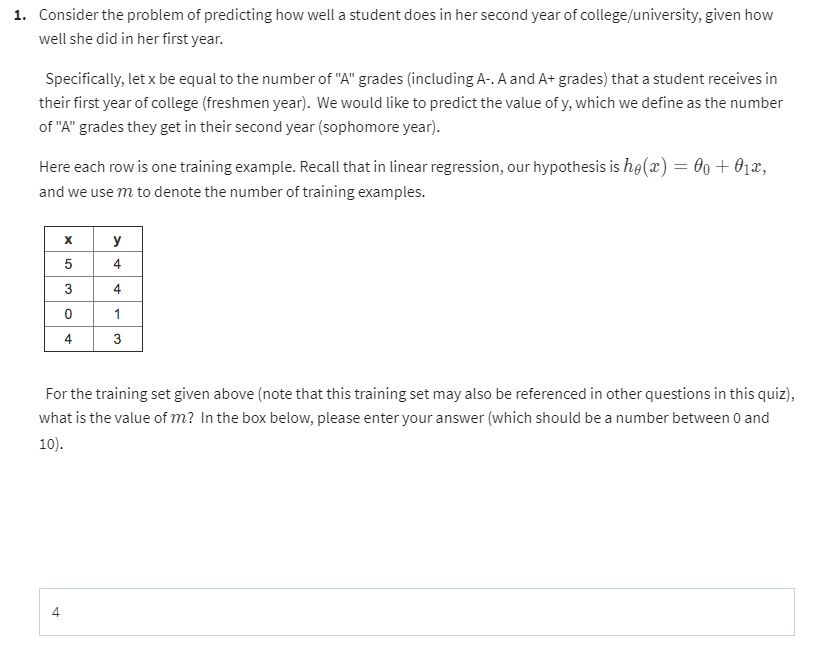 1. Consider the problem of predicting how well a student does in her second year of college/university, given how
well she did in her first year.
Specifically, let x be equal to the number of "A" grades (including A-. A and A+ grades) that a student receives in
their first year of college (freshmen year). We would like to predict the value of y, which we define as the number
of "A" grades they get in their second year (sophomore year).
Here each row is one training example. Recall that in linear regression, our hypothesis is hθ(x) = θ0 + θ1x,
and we use m to denote the number of training examples.
x y
5 4
3 4
0 1
4 3
For the training set given above (note that this training set may also be referenced in other questions in this quiz),
what is the value of m? In the box below, please enter your answer (which should be a number between 0 and
10).
4